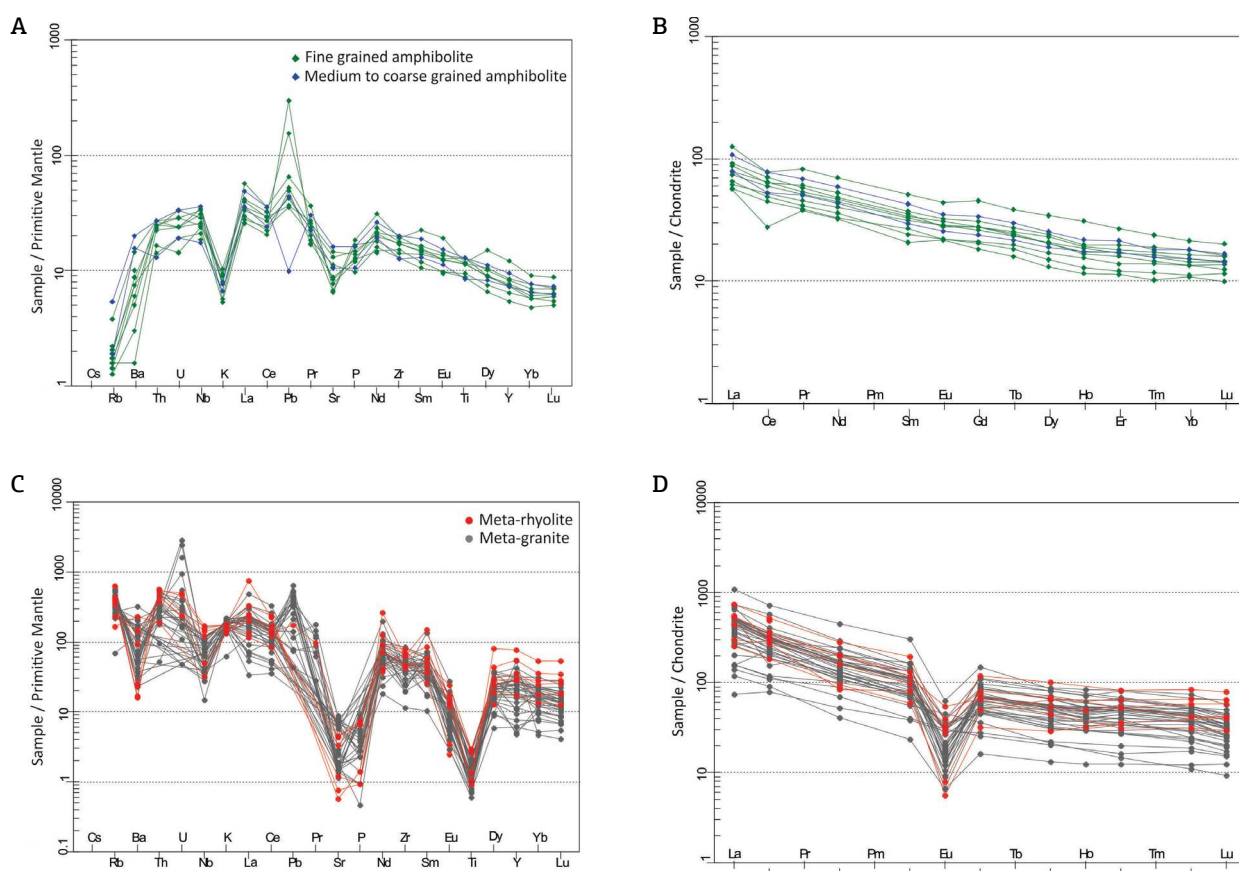 A
1000
Fine grained amphibolite
Medium to coarse grained amphibolite
100
Sample / Primitive Mantle
10
1
Cs Ba U K Ce Pr P Zr Eu Dy Yb
Rb Th Nb La Pb Sr Nd Sm Ti Y Lu
B
1000
100
Sample / Chondrite
10
1
La Pr Pm Eu Tb Ho Tm Lu
Ce Nd Sm Gd Dy Er Yb
C
10000
Meta-rhyolite
Meta-granite
1000
100
Sample / Primitive Mantle
10
1
0.1
Cs Ba U K Ce Pr P Zr Eu Dy Yb
Rb Th Nb La Pb Sr Nd Sm Ti Y Lu
D
10000
1000
100
Sample / Chondrite
10
1
La Pr Pm Eu Tb Ho Tm Lu